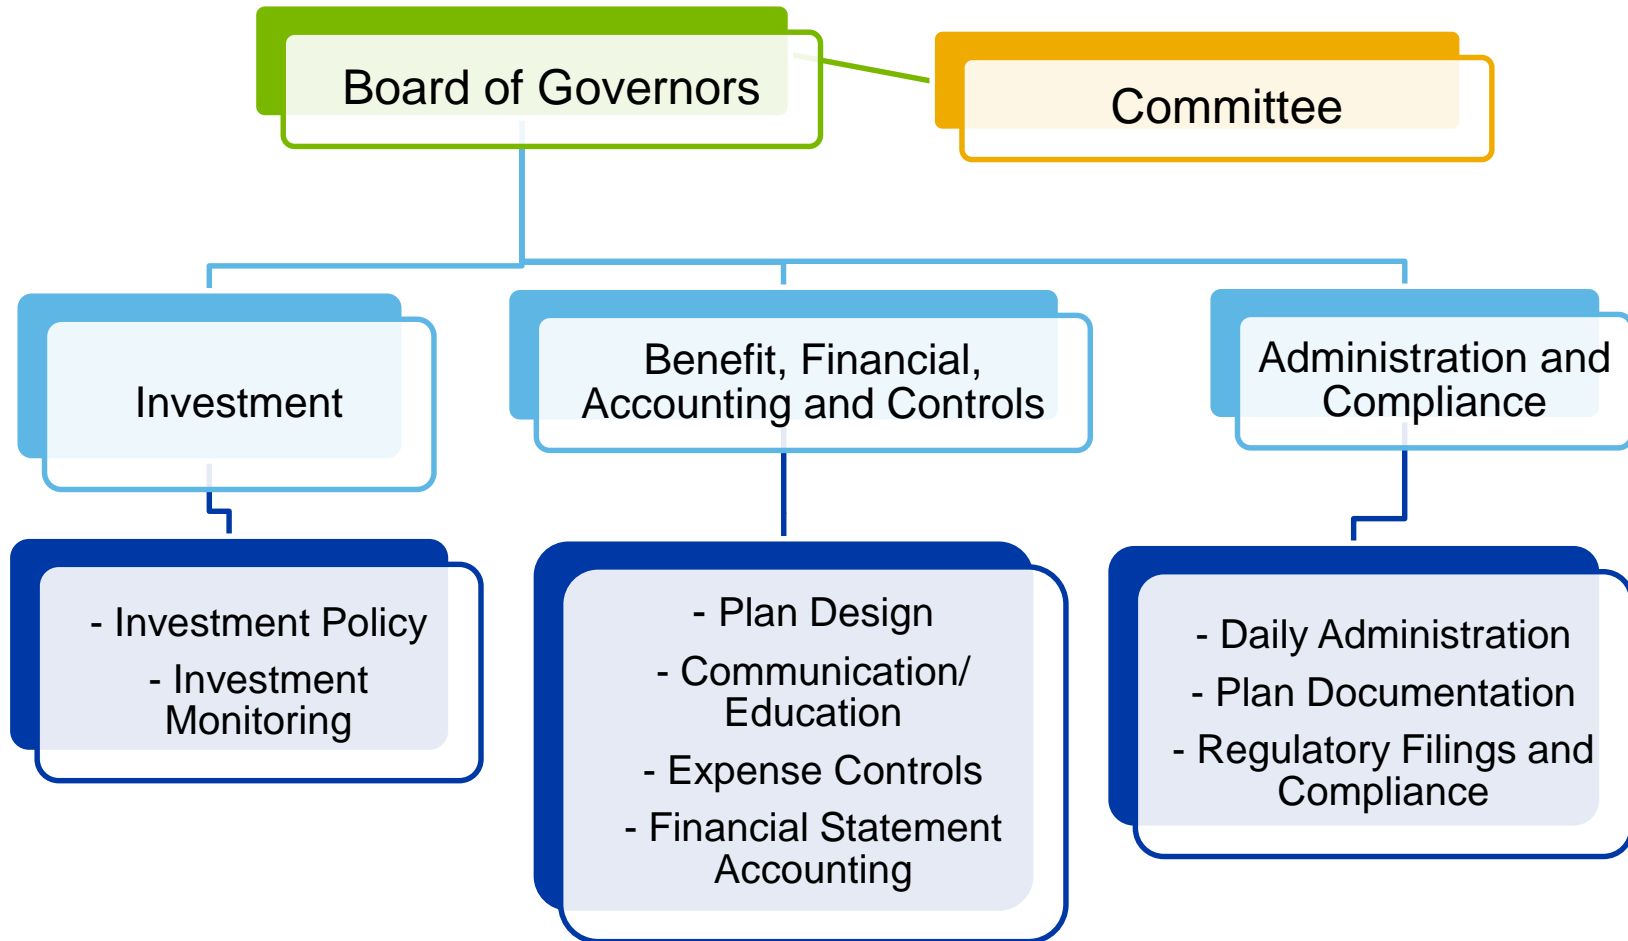 Board of Governors
Committee
Investment
Benefit, Financial,
Accounting and Controls
Administration and
Compliance
- Investment Policy
- Investment
Monitoring
- Plan Design
- Communication/
Education
- Expense Controls
- Financial Statement
Accounting
- Daily Administration
- Plan Documentation
- Regulatory Filings and
Compliance